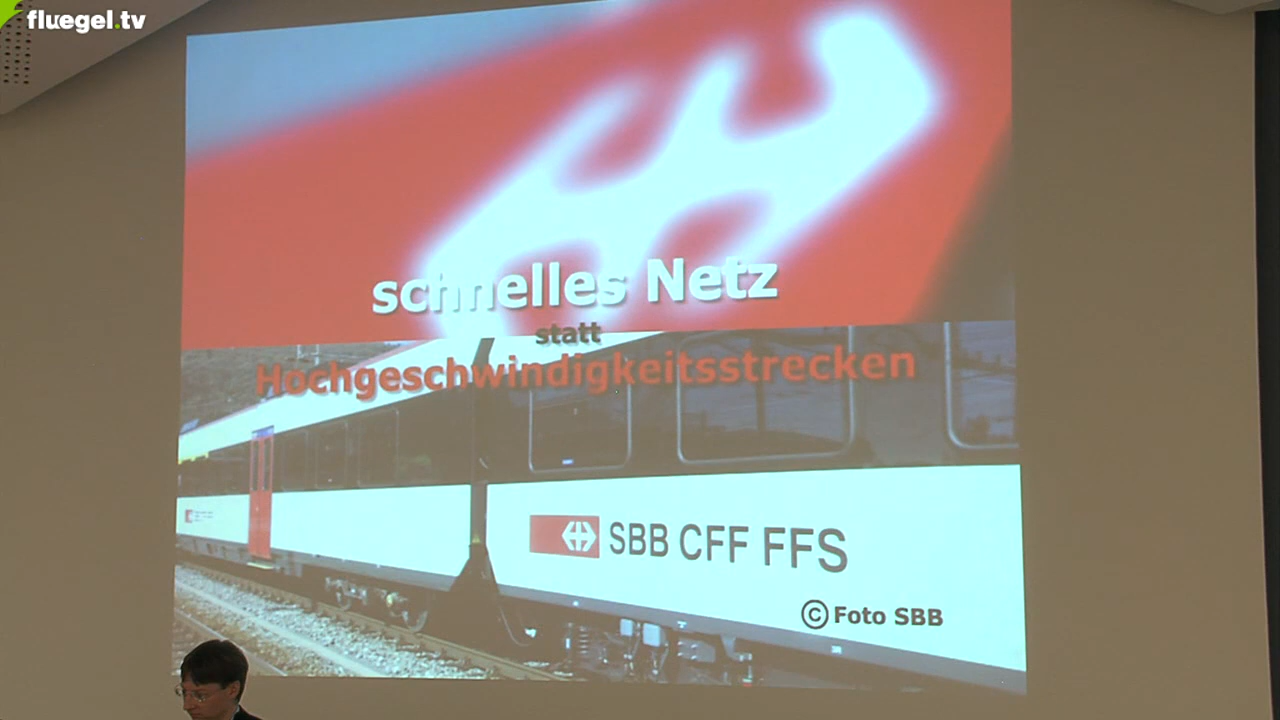 fluegel.tv
schnelles Netz
statt
Hochgeschwindigkeitsstrecken
SBB CFF FFS
© Foto SBB